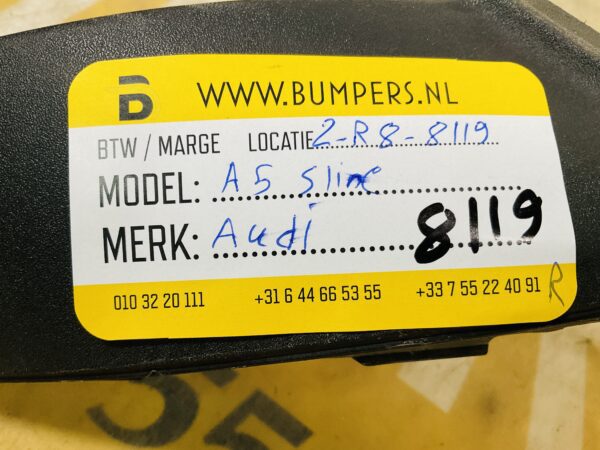 WWW.BUMPERS.NL
BTW / MARGE LOCATIE 2-R8-8119
MODEL: A5 Sline
MERK: Audi 8119
010 32 20 111 +31 6 44 66 53 55 +33 7 55 22 40 91 R